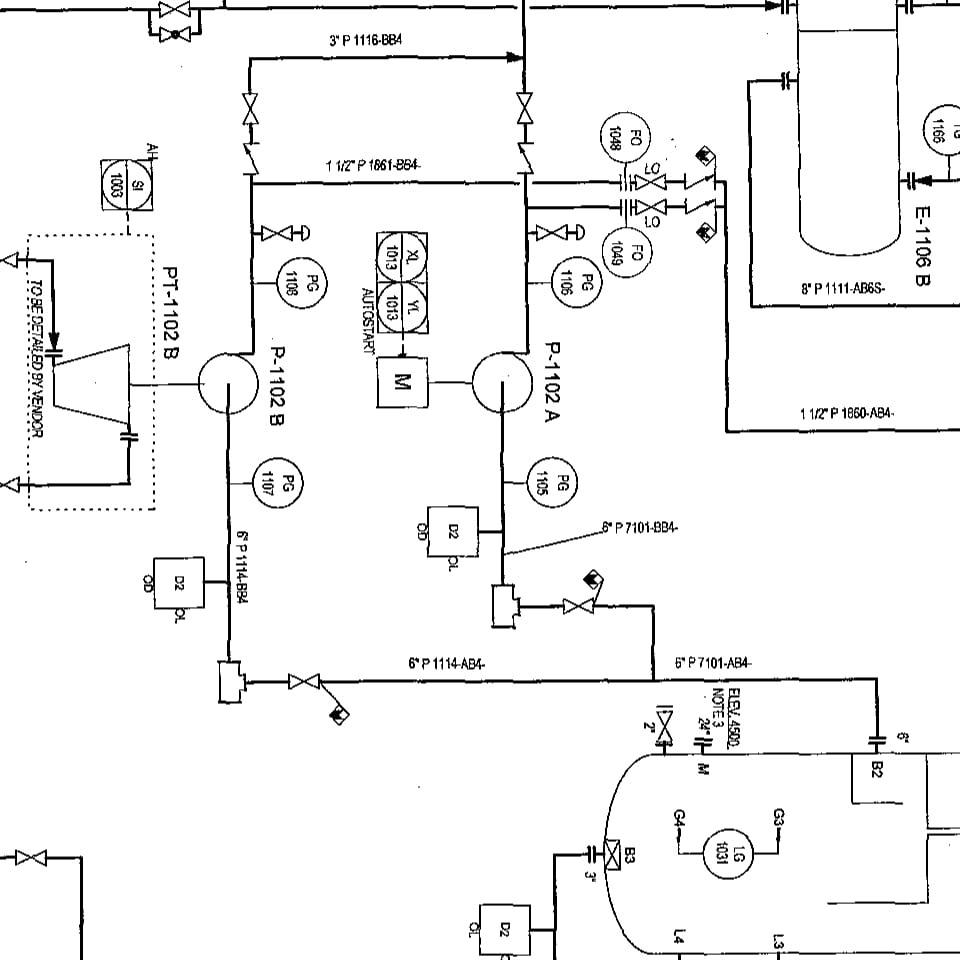 3" P 1116-BB4
1 1/2" P 1861-BB4-
FO
1048
LO
LO
FO
1049
1166
E-1106 B
8" P 1111-AB6S-
1 1/2" P 1860-AB4-
AH
SI
1003
PT-1102 B
TO BE DETAILED BY VENDOR
PG
1108
XL
1013
YL
1013
AUTOSTART
M
PG
1106
P-1102 B
P-1102 A
PG
1107
PG
1105
6" P 1114-BB4
D2
OD
OL
D2
OD
OL
6" P 7101-BB4-
6" P 1114-AB4-
6" P 7101-AB4-
ELEV. 4500
NOTE 3
24"
2"
M
6"
B2
G4
G3
LG
1031
B3
3"
D2
OL
L4
L3